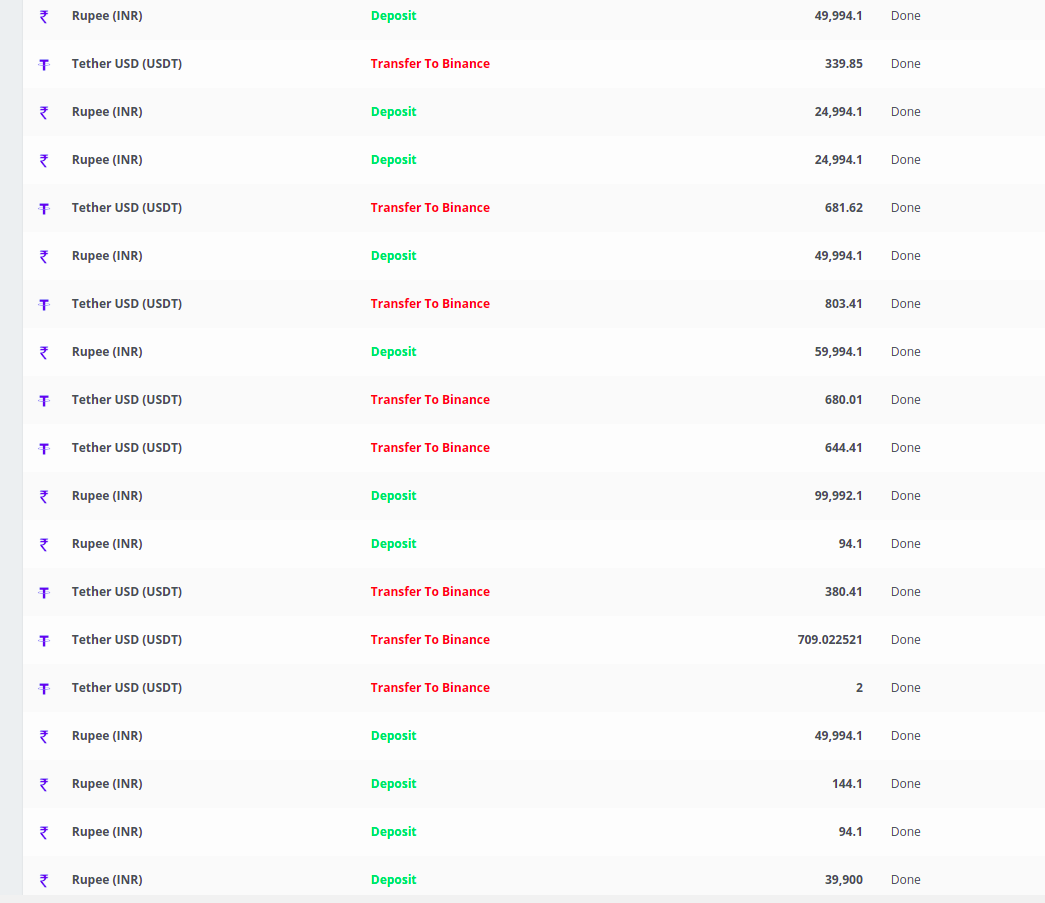 Rupee (INR) Deposit 49,994.1 Done
Tether USD (USDT) Transfer To Binance 339.85 Done
Rupee (INR) Deposit 24,994.1 Done
Rupee (INR) Deposit 24,994.1 Done
Tether USD (USDT) Transfer To Binance 681.62 Done
Rupee (INR) Deposit 49,994.1 Done
Tether USD (USDT) Transfer To Binance 803.41 Done
Rupee (INR) Deposit 59,994.1 Done
Tether USD (USDT) Transfer To Binance 680.01 Done
Tether USD (USDT) Transfer To Binance 644.41 Done
Rupee (INR) Deposit 99,992.1 Done
Rupee (INR) Deposit 94.1 Done
Tether USD (USDT) Transfer To Binance 380.41 Done
Tether USD (USDT) Transfer To Binance 709.022521 Done
Tether USD (USDT) Transfer To Binance 2 Done
Rupee (INR) Deposit 49,994.1 Done
Rupee (INR) Deposit 144.1 Done
Rupee (INR) Deposit 94.1 Done
Rupee (INR) Deposit 39,900 Done